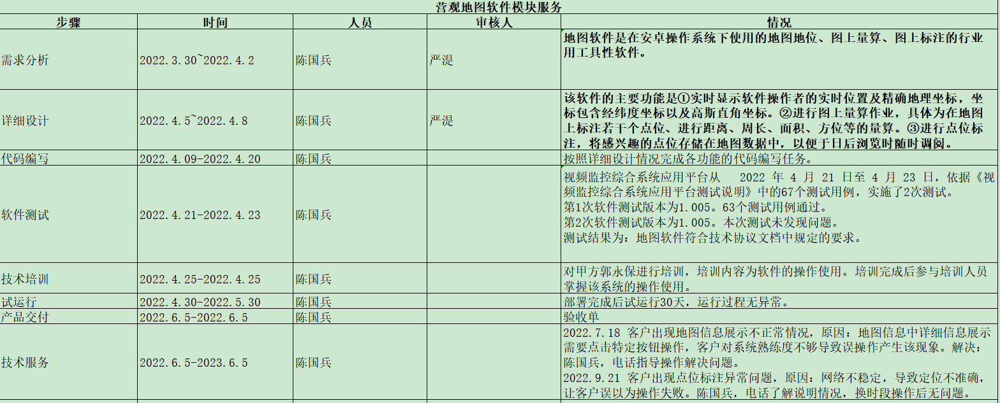 营观地图软件模块服务
步骤 时间 人员 审核人 情况
需求分析 2022.3.30~2022.4.2 陈国兵 严湜 地图软件是在安卓操作系统下使用的地图地位、图上量算、图上标注的行业
用工具性软件。
详细设计 2022.4.5~2022.4.8 陈国兵 严湜 该软件的主要功能是①实时显示软件操作者的实时位置及精确地理坐标，坐
标包含经纬度坐标以及高斯直角坐标。②进行图上量算作业，具体为在地图
上标注若干个点位、进行距离、周长、面积、方位等的量算。③进行点位标
注，将感兴趣的点位存储在地图数据中，以便于日后浏览时随时调阅。
代码编写 2022.4.09-2022.4.20 陈国兵 按照详细设计情况完成各功能的代码编写任务。
软件测试 2022.4.21-2022.4.23 陈国兵 视频监控综合系统应用平台从 2022 年 4 月 21 日至 4 月 23 日，依据《视
频监控综合系统应用平台测试说明》中的67个测试用例，实施了2次测试。
第1次软件测试版本为1.005。63个测试用例通过。
第2次软件测试版本为1.005。本次测试未发现问题。
测试结果为：地图软件符合技术协议文档中规定的要求。
技术培训 2022.4.25-2022.4.25 陈国兵 对甲方郭永保进行培训，培训内容为软件的操作使用。培训完成后参与培训人员
掌握该系统的操作使用。
试运行 2022.4.30-2022.5.30 陈国兵 部署完成后试运行30天，运行过程无异常。
产品交付 2022.6.5-2022.6.5 陈国兵 验收单
技术服务 2022.6.5-2023.6.5 陈国兵 2022.7.18 客户出现地图信息展示不正常情况，原因：地图信息中详细信息展示
需要点击特定按钮操作，客户对系统熟练度不够导致误操作产生该现象。解决：
陈国兵，电话指导操作解决问题。
2022.9.21 客户出现点位标注异常问题，原因：网络不稳定，导致定位不准确，
让客户误以为操作失败。陈国兵，电话了解说明情况，换时段操作后无问题。